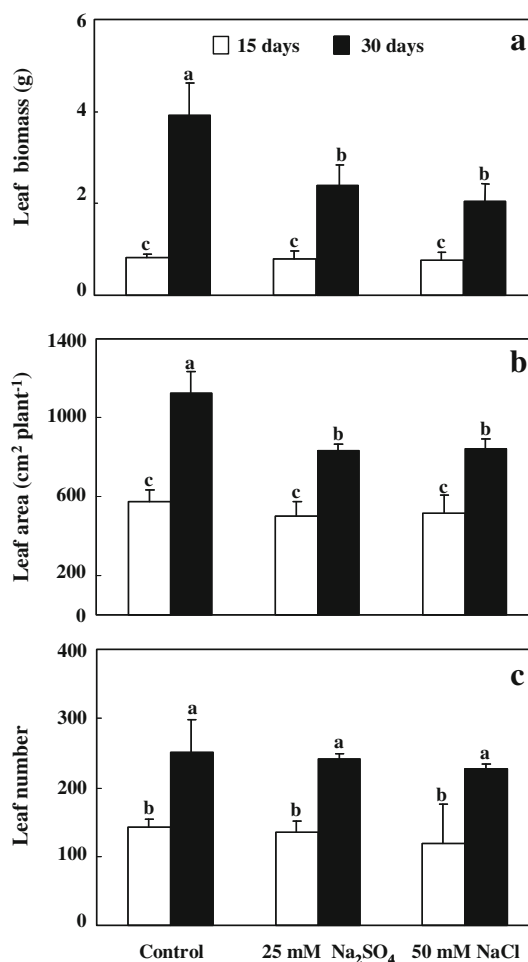 6
15 days 30 days
a
a
Leaf biomass (g)
4
b
b
2
c
c
c
0
1400
b
a
Leaf area (cm² plant⁻¹)
1000
b
b
c
c
c
600
200
0
400
c
a
a
a
Leaf number
300
200
b
b
b
100
0
Control 25 mM Na₂SO₄ 50 mM NaCl